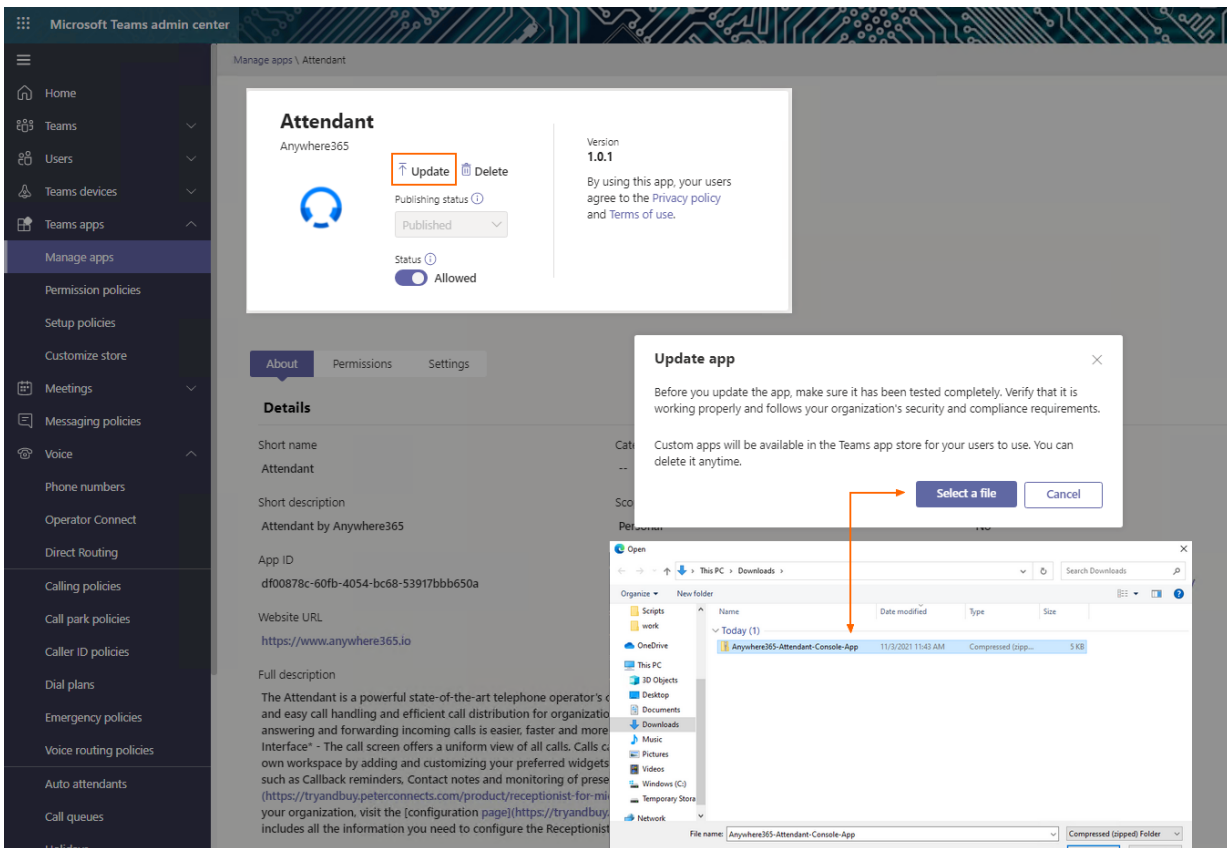 Microsoft Teams admin center
Manage apps \ Attendant
Home
Teams
Users
Teams devices
Teams apps
Manage apps
Permission policies
Setup policies
Customize store
Meetings
Messaging policies
Voice
Phone numbers
Operator Connect
Direct Routing
Calling policies
Call park policies
Caller ID policies
Dial plans
Emergency policies
Voice routing policies
Auto attendants
Call queues
Holidays
Attendant
Anywhere365
Update
Delete
Publishing status
Published
Status
Allowed
Version
1.0.1
By using this app, your users
agree to the Privacy policy
and Terms of use.
About
Permissions
Settings
Details
Short name
Attendant
Short description
Attendant by Anywhere365
App ID
df00878c-60fb-4054-bc68-53917bbb650a
Website URL
https://www.anywhere365.io
Full description
The Attendant is a powerful state-of-the-art telephone operator's
and easy call handling and efficient call distribution for organizatio
answering and forwarding incoming calls is easier, faster and more
Interface* - The call screen offers a uniform view of all calls. Calls ca
own workspace by adding and customizing your preferred widgets
such as Callback reminders, Contact notes and monitoring of prese
(https://tryandbuy.peterconnects.com/product/receptionist-for-mi
your organization, visit the [configuration page](https://tryandbuy.
includes all the information you need to configure the Receptionist
Cate
--
Sco
Personal
No
Update app
Before you update the app, make sure it has been tested completely. Verify that it is
working properly and follows your organization's security and compliance requirements.
Custom apps will be available in the Teams app store for your users to use. You can
delete it anytime.
Select a file
Cancel
Open
This PC > Downloads >
Search Downloads
Organize
New folder
Scripts
work
OneDrive
This PC
3D Objects
Desktop
Documents
Downloads
Music
Pictures
Videos
Windows (C:)
Temporary Stora
Network
Name
Date modified
Type
Size
Today (1)
Anywhere365-Attendant-Console-App
11/3/2021 11:43 AM
Compressed (zipp...
5 KB
File name:
Anywhere365-Attendant-Console-App
Compressed (zipped) Folder